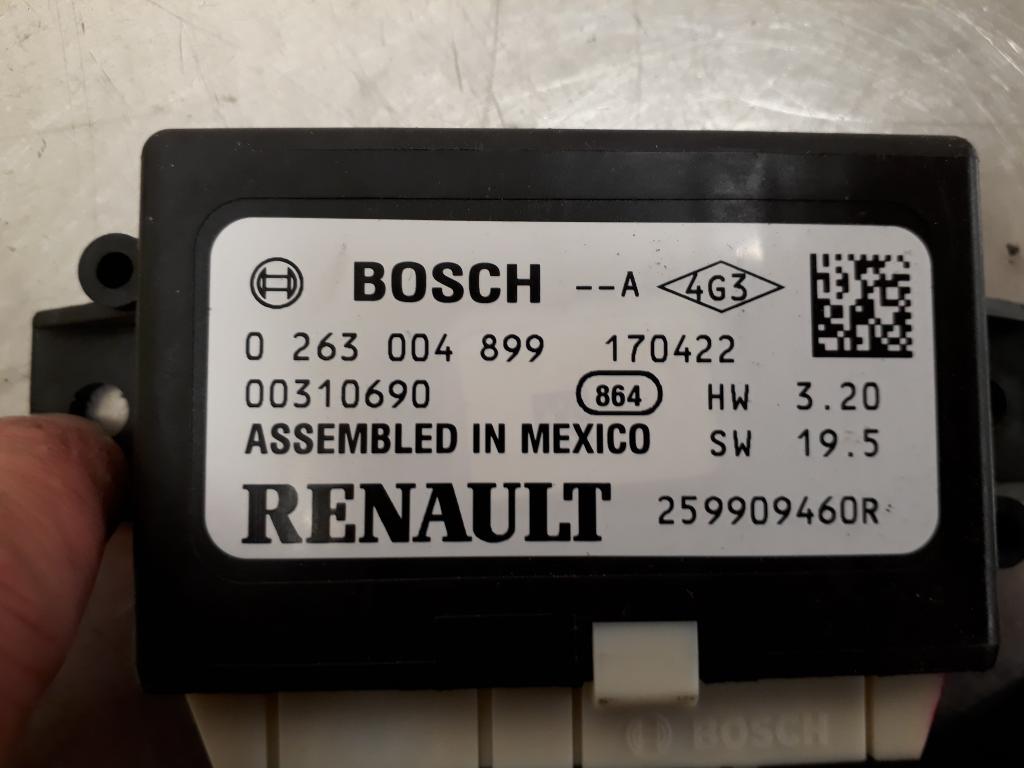 BOSCH --A 4G3
0 263 004 899 170422
00310690 864 HW 3.20
ASSEMBLED IN MEXICO SW 19.5
RENAULT 259909460R
BOSCH